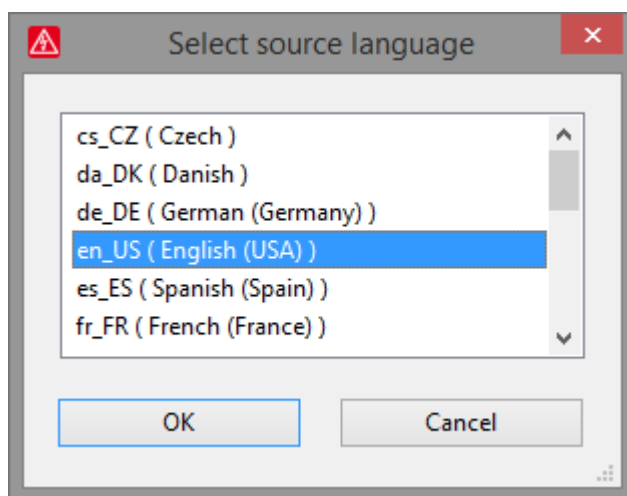 Select source language
cs_CZ ( Czech )
da_DK ( Danish )
de_DE ( German (Germany) )
en_US ( English (USA) )
es_ES ( Spanish (Spain) )
fr_FR ( French (France) )
OK
Cancel